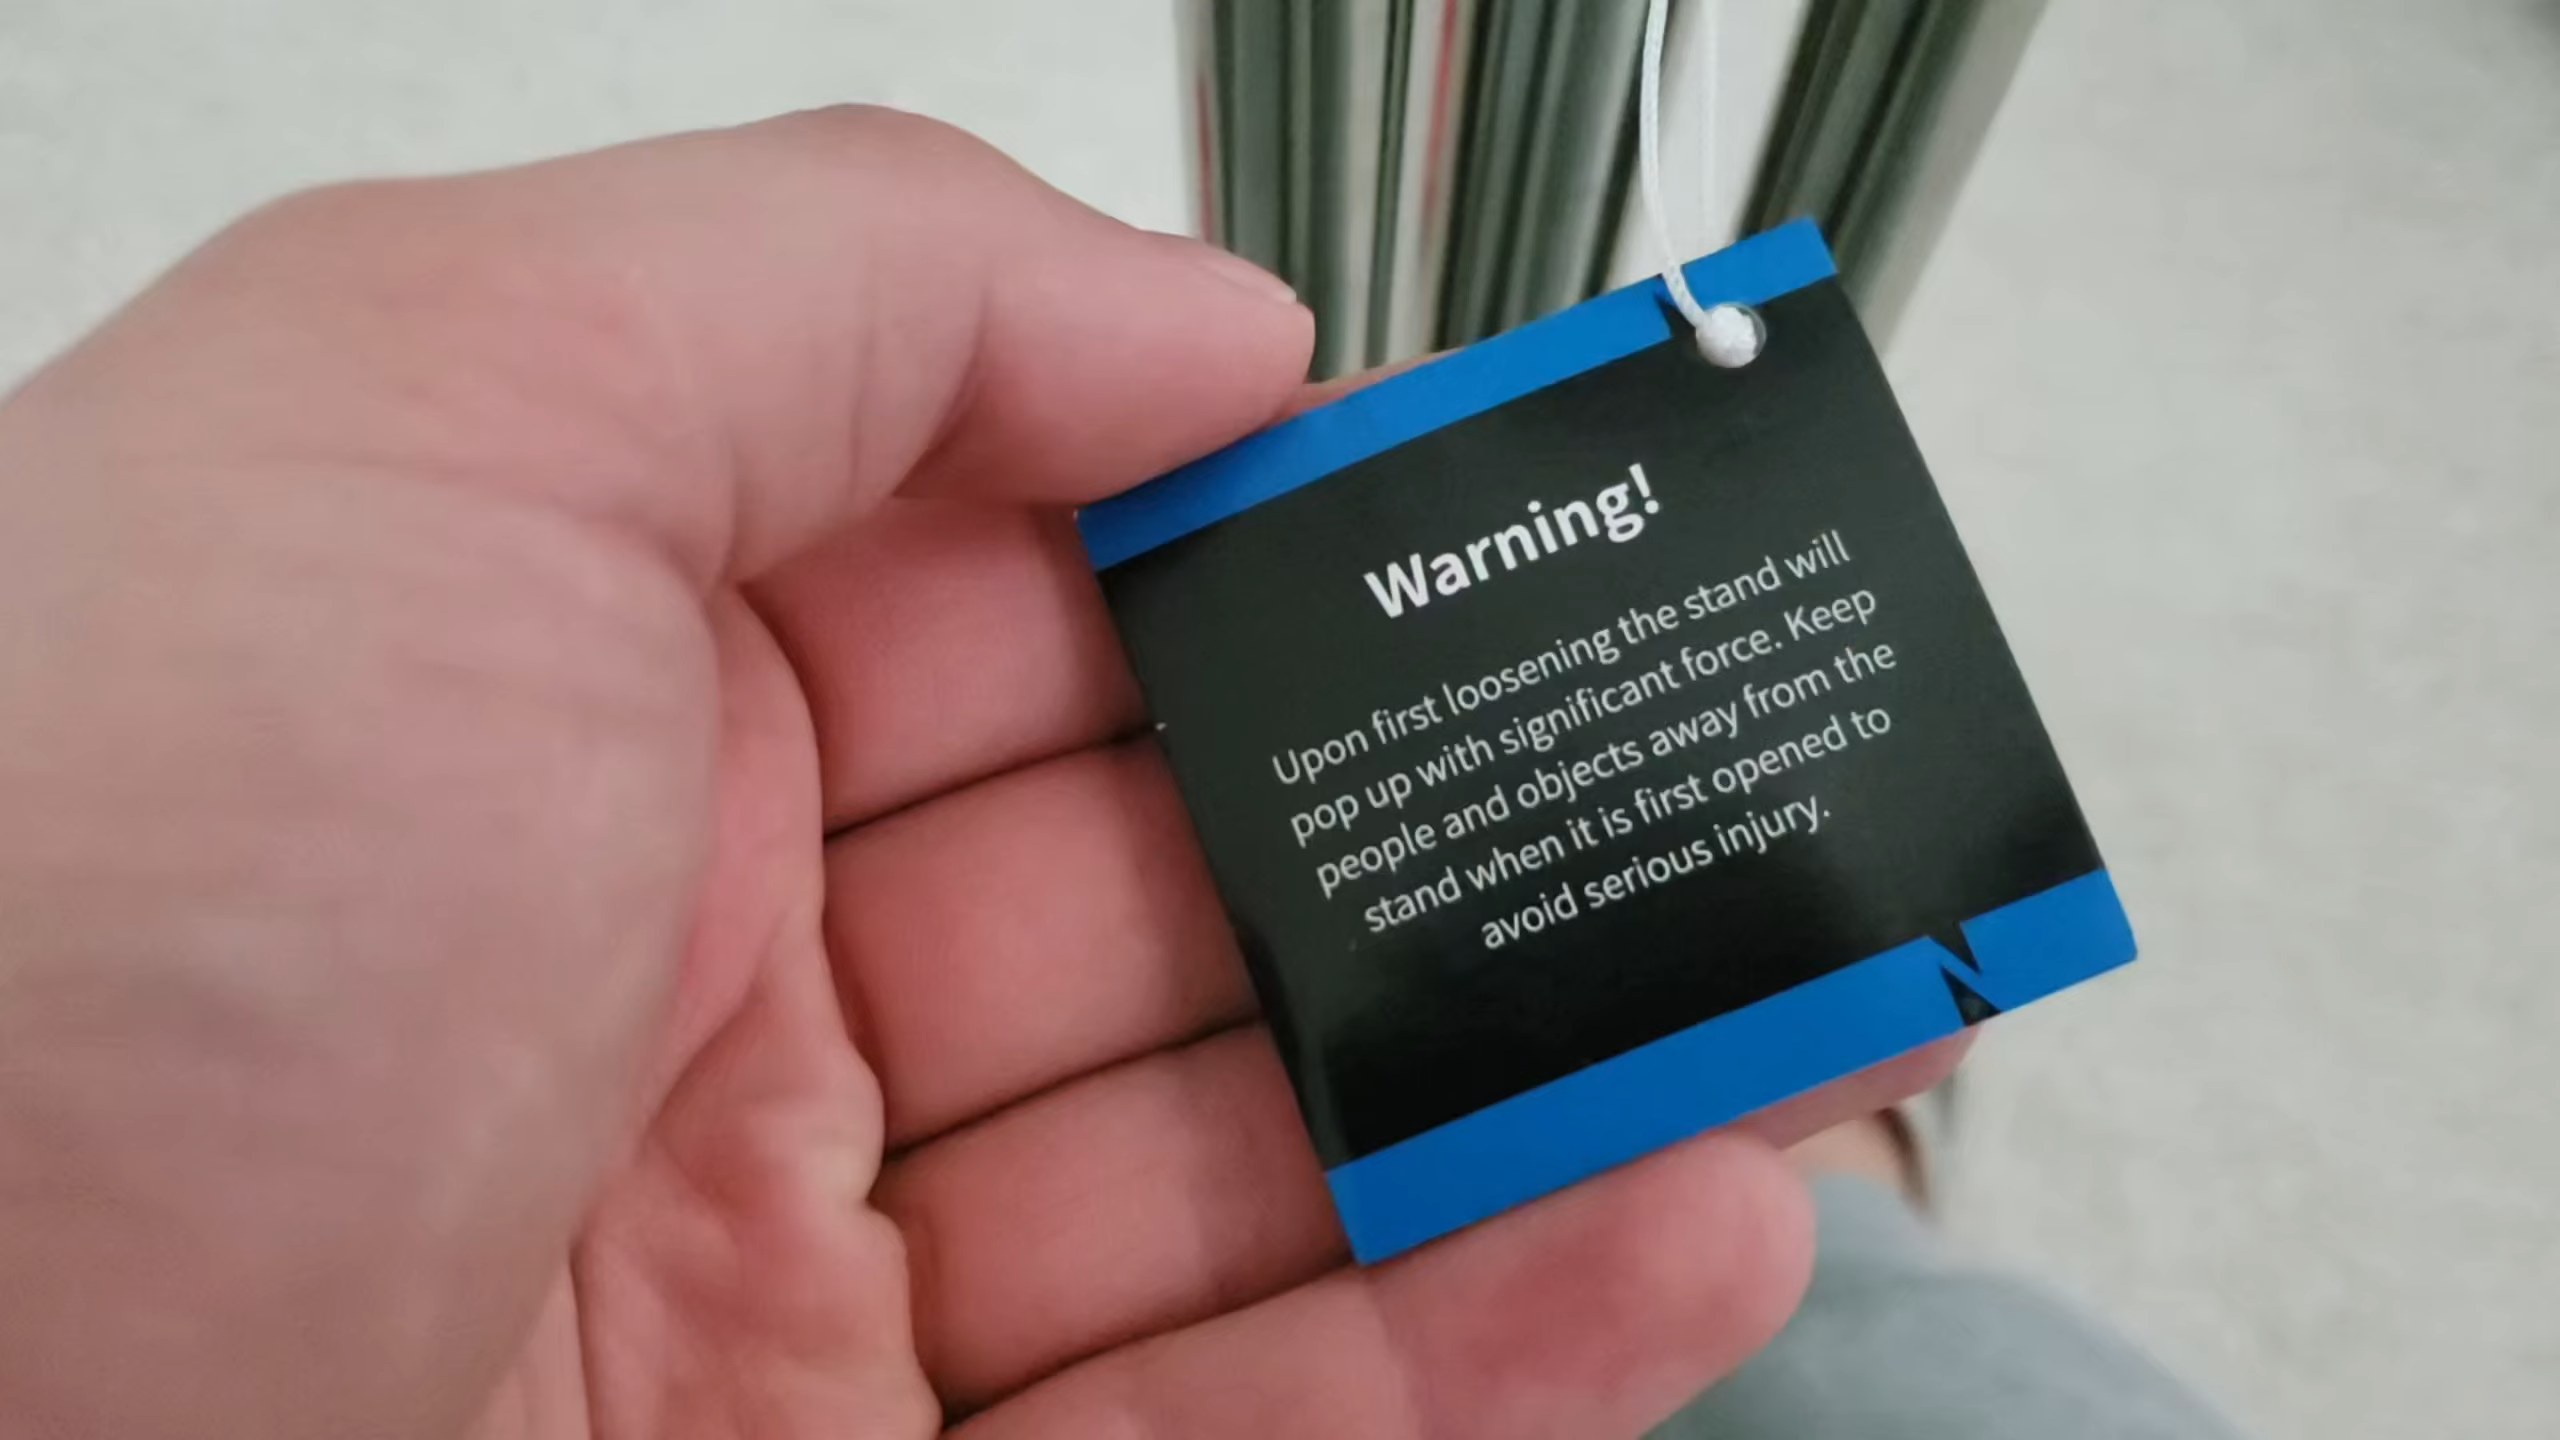 Warning!
Upon first loosening the stand will
pop up with significant force. Keep
people and objects away from the
stand when it is first opened to
avoid serious injury.